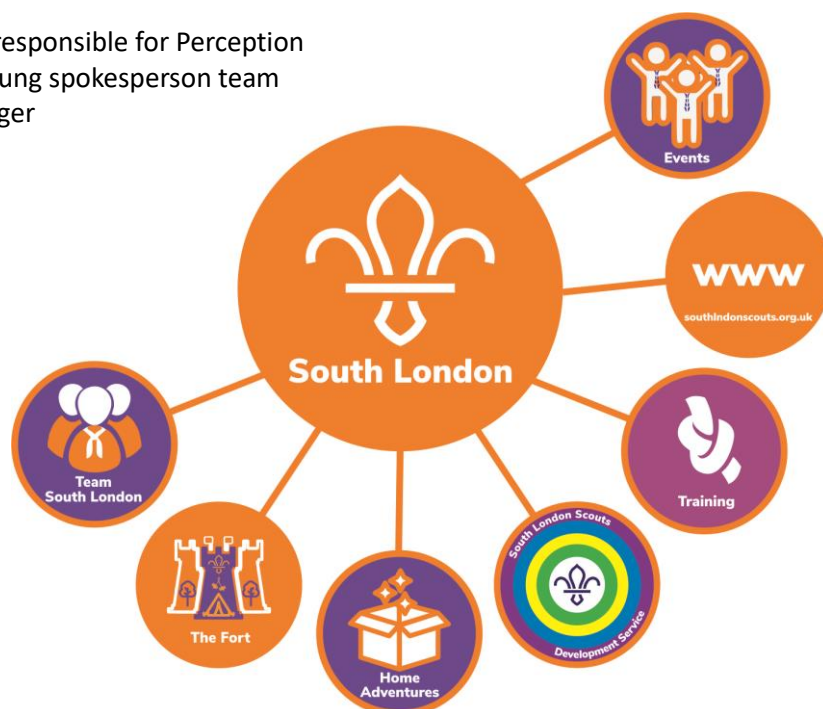 responsible for Perception
ung spokesperson team
ger
Events
www
southlndonscouts.org.uk
South London
Training
Team
South London
South London Scouts
Development Service
The Fort
Home
Adventures